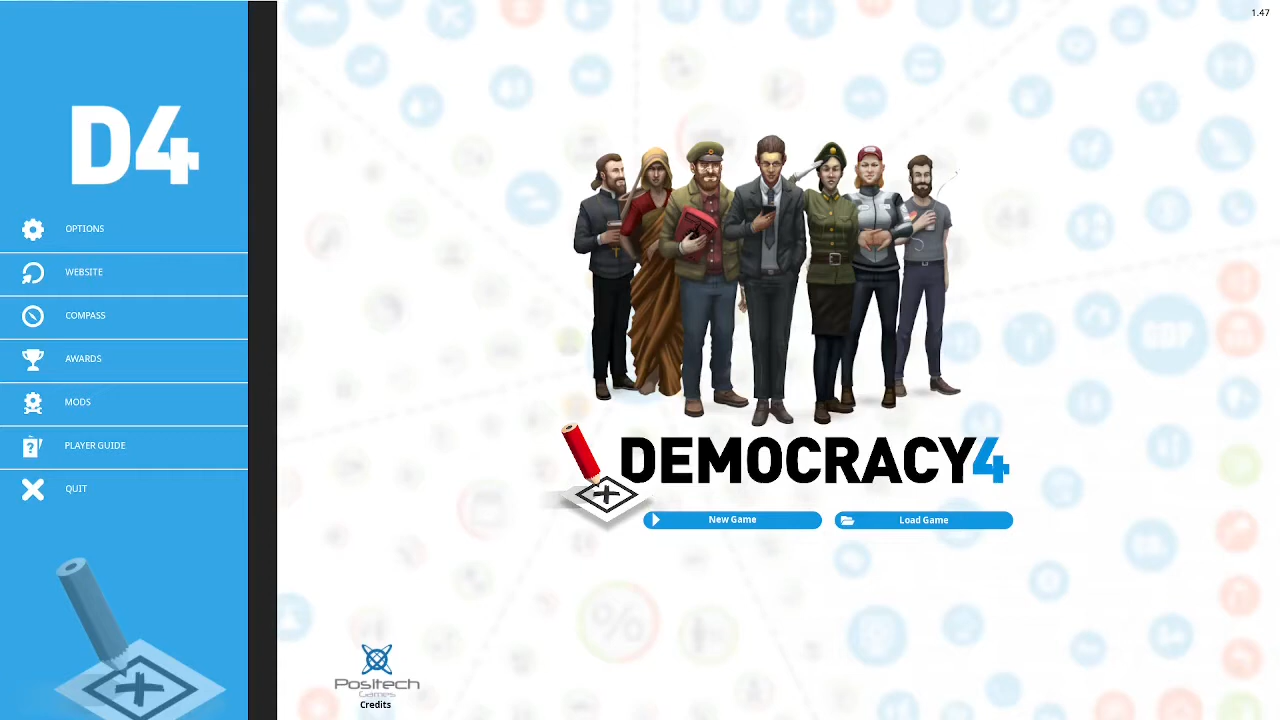 1.47
D4
OPTIONS
WEBSITE
COMPASS
AWARDS
MODS
PLAYER GUIDE
QUIT
GDP
DEMOCRACY4
New Game
Load Game
%
Positech
Games
Credits